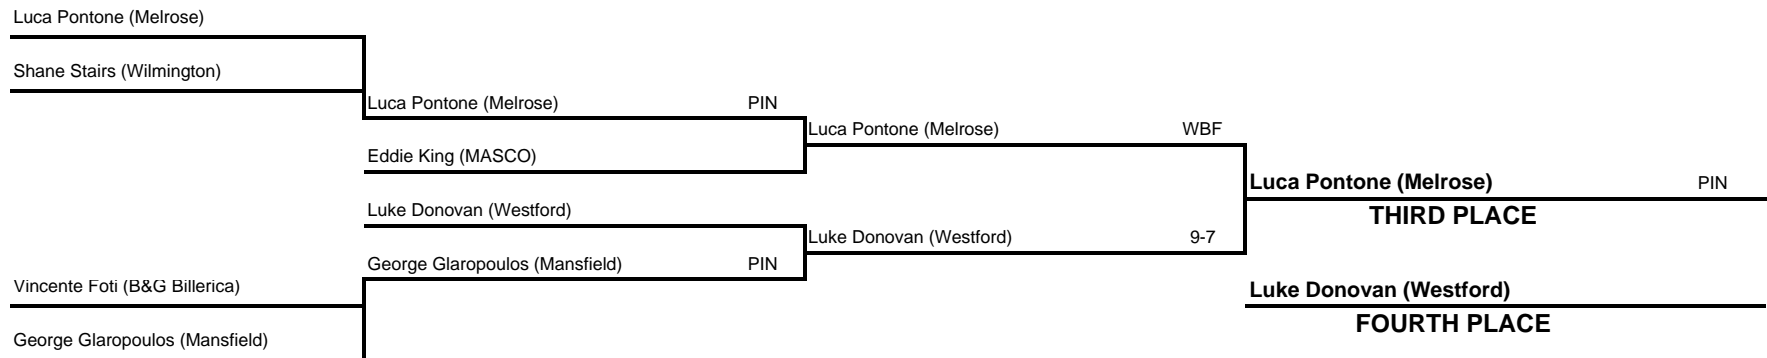 Luca Pontone (Melrose)
Shane Stairs (Wilmington)
Luca Pontone (Melrose) PIN
Luca Pontone (Melrose) WBF
Eddie King (MASCO)
Luca Pontone (Melrose) PIN
THIRD PLACE
Luke Donovan (Westford)
Luke Donovan (Westford) 9-7
George Glaropoulos (Mansfield) PIN
Vincente Foti (B&G Billerica)
Luke Donovan (Westford)
FOURTH PLACE
George Glaropoulos (Mansfield)